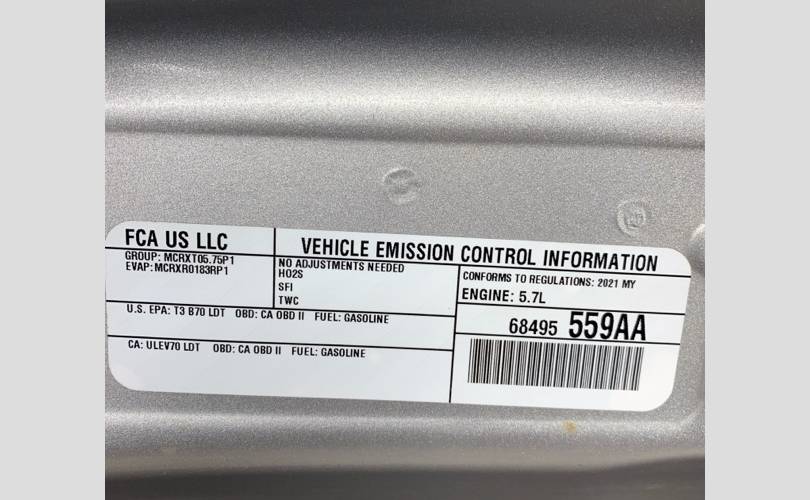 FCA US LLC
GROUP: MCRXT05.75P1
EVAP: MCRXR0183RP1
VEHICLE EMISSION CONTROL INFORMATION
NO ADJUSTMENTS NEEDED
HO2S
SFI
TWC
CONFORMS TO REGULATIONS: 2021 MY
ENGINE: 5.7L
U.S. EPA: T3 B70 LDT OBD: CA OBD II FUEL: GASOLINE
68495 559AA
CA: ULEV70 LDT OBD: CA OBD II FUEL: GASOLINE